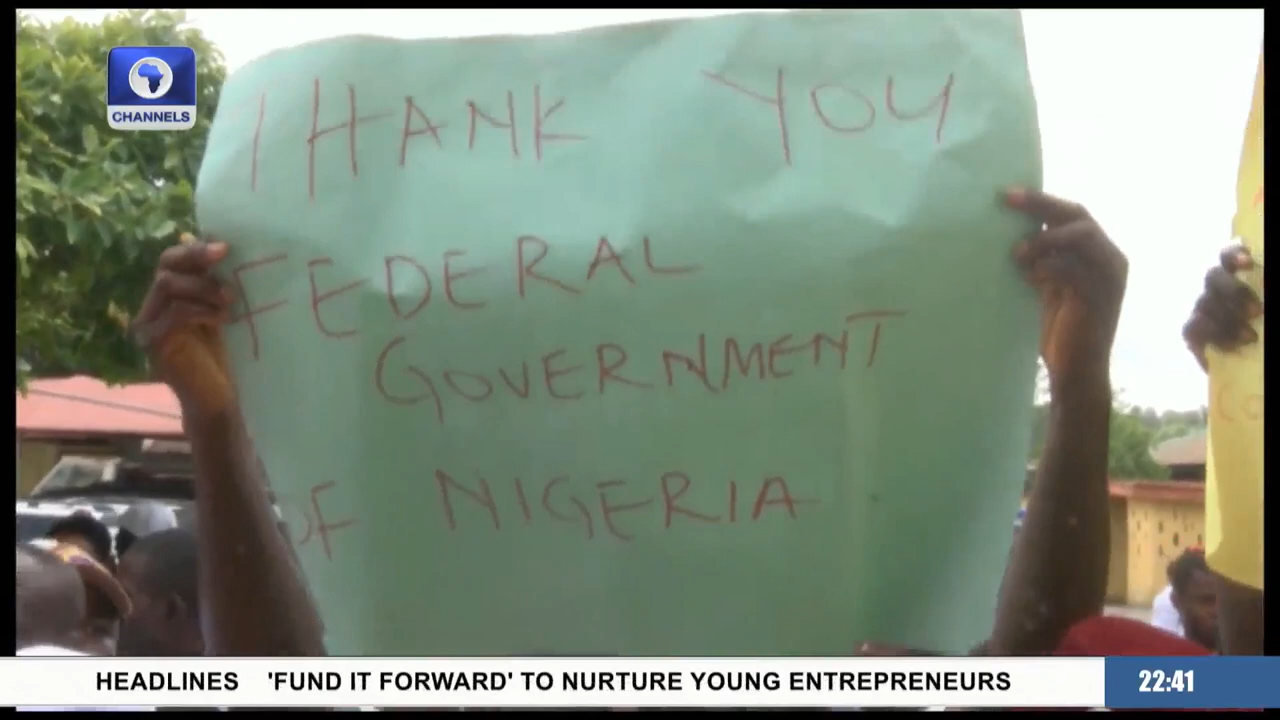 CHANNELS
THANK YOU
FEDERAL
GOVERNMENT
OF NIGERIA
HEADLINES 'FUND IT FORWARD' TO NURTURE YOUNG ENTREPRENEURS
22:41